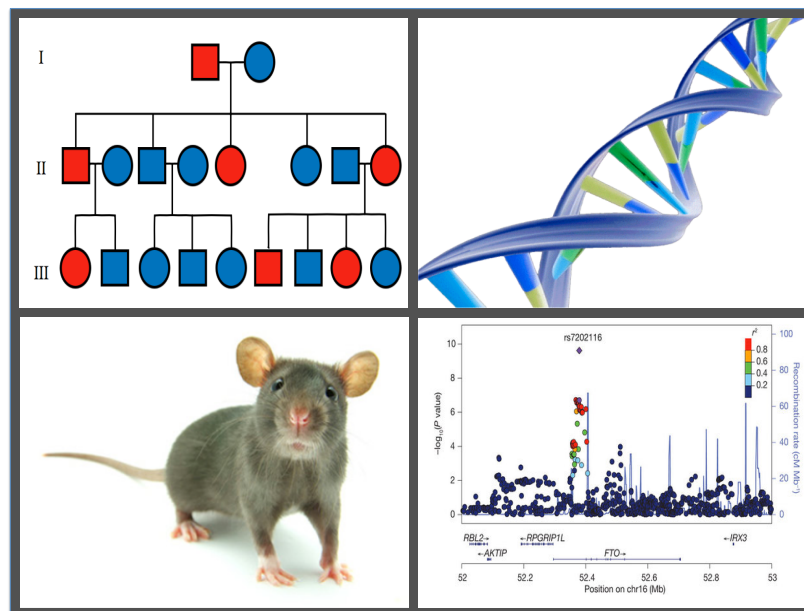 I
II
III
rs7202116
r²
0.8
0.6
0.4
0.2
10
8
6
4
2
0
–log₁₀(P value)
100
80
60
40
20
0
Recombination rate (cM Mb⁻¹)
RBL2→
←RPGRIP1L
←IRX3
←AKTIP
FTO→
52
52.2
52.4
52.6
52.8
53
Position on chr16 (Mb)